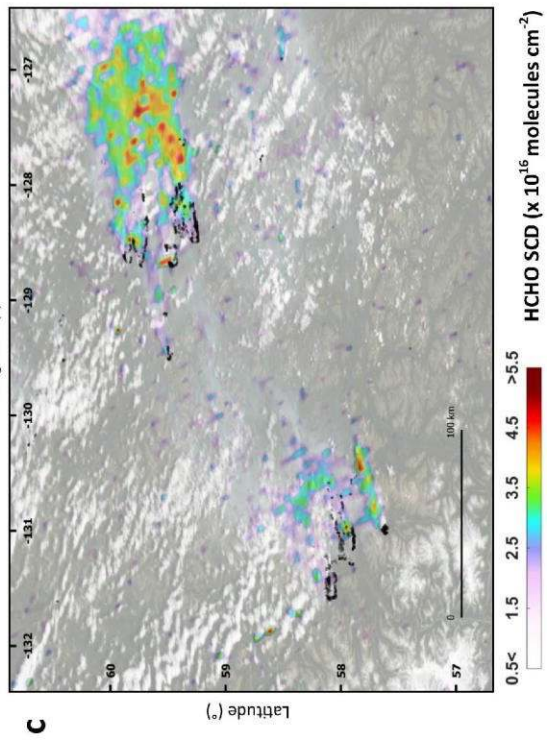 C
-132 -131 -130 -129 -128 -127
60
59
58
57
Latitude (°)
0 100 km
0.5< 1.5 2.5 3.5 4.5 >5.5
HCHO SCD (x 10¹⁶ molecules cm⁻²)